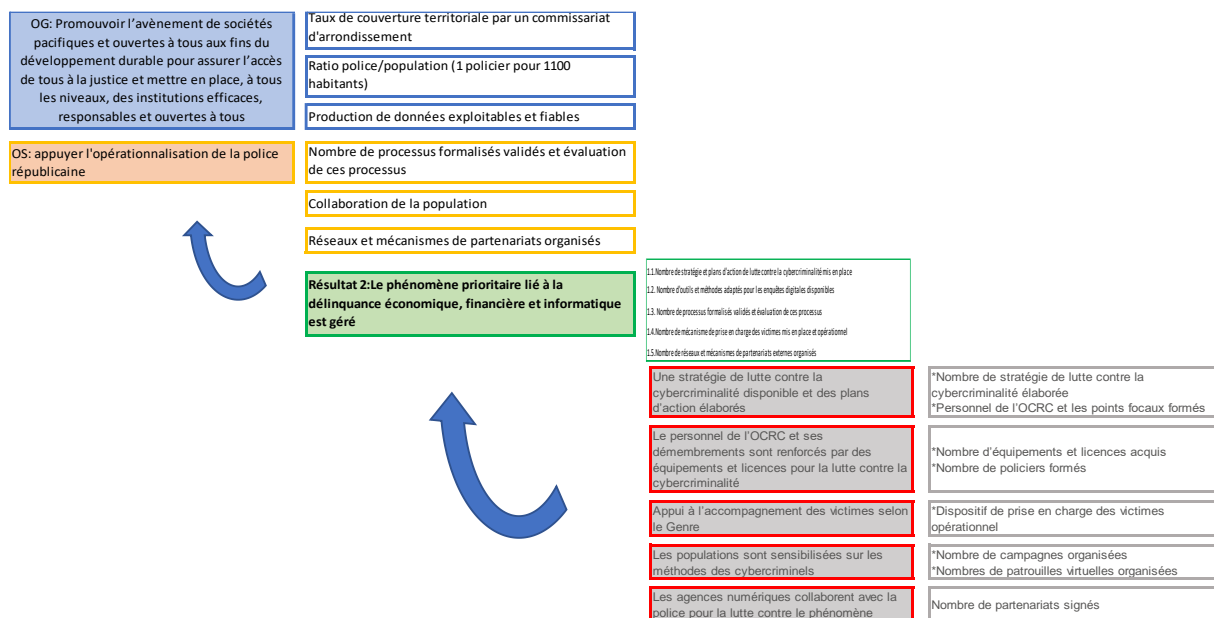 OG: Promouvoir l'avènement de sociétés
pacifiques et ouvertes à tous aux fins du
développement durable pour assurer l'accès
de tous à la justice et mettre en place, à tous
les niveaux, des institutions efficaces,
responsables et ouvertes à tous
Taux de couverture territoriale par un commissariat
d'arrondissement
Ratio police/population (1 policier pour 1100
habitants)
Production de données exploitables et fiables
OS: appuyer l'opérationnalisation de la police
républicaine
Nombre de processus formalisés validés et évaluation
de ces processus
Collaboration de la population
Réseaux et mécanismes de partenariats organisés
Résultat 2:Le phénomène prioritaire lié à la
délinquance économique, financière et informatique
est géré
1.1.Nombre de stratégie et plans d'action de lutte contre la cybercriminalité mis en place
1.2. Nombre d'outils et méthodes adaptés pour les enquêtes digitales disponibles
1.3. Nombre de processus formalisés validés et évaluation de ces processus
1.4.Nombre de mécanisme de prise en charge des victimes mis en place et opérationnel
1.5.Nombre de réseaux et mécanismes de partenariats externes organisés
Une stratégie de lutte contre la
cybercriminalité disponible et des plans
d'action élaborés
*Nombre de stratégie de lutte contre la
cybercriminalité élaborée
*Personnel de l'OCRC et les points focaux formés
Le personnel de l'OCRC et ses
démembrements sont renforcés par des
équipements et licences pour la lutte contre la
cybercriminalité
*Nombre d'équipements et licences acquis
*Nombre de policiers formés
Appui à l'accompagnement des victimes selon
le Genre
*Dispositif de prise en charge des victimes
opérationnel
Les populations sont sensibilisées sur les
méthodes des cybercriminels
*Nombre de campagnes organisées
*Nombres de patrouilles virtuelles organisées
Les agences numériques collaborent avec la
police pour la lutte contre le phénomène
Nombre de partenariats signés